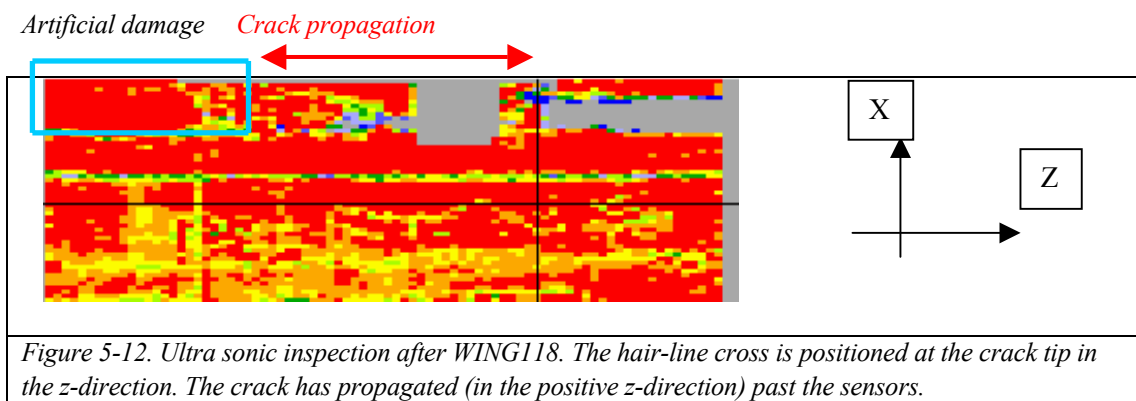 Artificial damage Crack propagation
X
Z
Figure 5-12. Ultra sonic inspection after WING118. The hair-line cross is positioned at the crack tip in
the z-direction. The crack has propagated (in the positive z-direction) past the sensors.